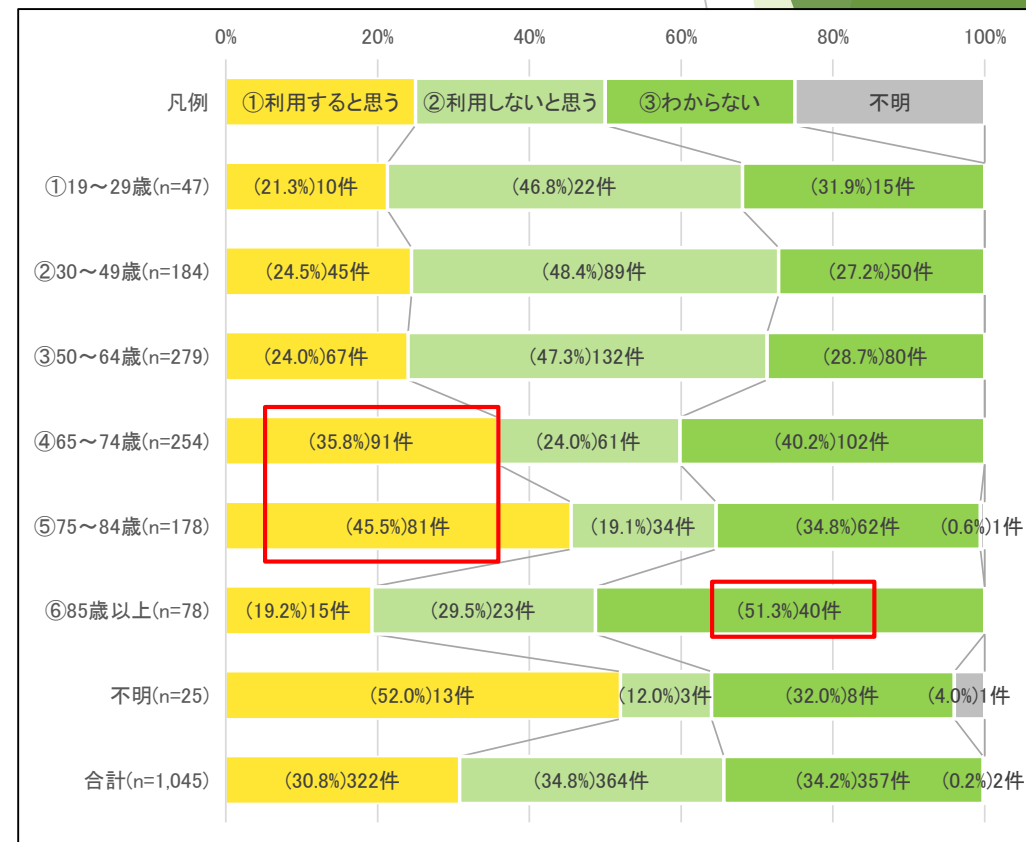 0% 20% 40% 60% 80% 100%
凡例 ①利用すると思う ②利用しないと思う ③わからない 不明
①19～29歳(n=47) (21.3%)10件 (46.8%)22件 (31.9%)15件
②30～49歳(n=184) (24.5%)45件 (48.4%)89件 (27.2%)50件
③50～64歳(n=279) (24.0%)67件 (47.3%)132件 (28.7%)80件
④65～74歳(n=254) (35.8%)91件 (24.0%)61件 (40.2%)102件
⑤75～84歳(n=178) (45.5%)81件 (19.1%)34件 (34.8%)62件 (0.6%)1件
⑥85歳以上(n=78) (19.2%)15件 (29.5%)23件 (51.3%)40件
不明(n=25) (52.0%)13件 (12.0%)3件 (32.0%)8件 (4.0%)1件
合計(n=1,045) (30.8%)322件 (34.8%)364件 (34.2%)357件 (0.2%)2件